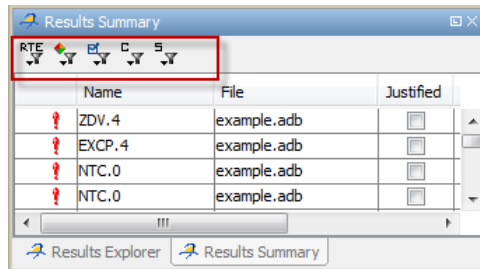 Results Summary
RTE C S
Name File Justified
ZDV.4 example.adb
EXCP.4 example.adb
NTC.0 example.adb
NTC.0 example.adb
Results Explorer Results Summary